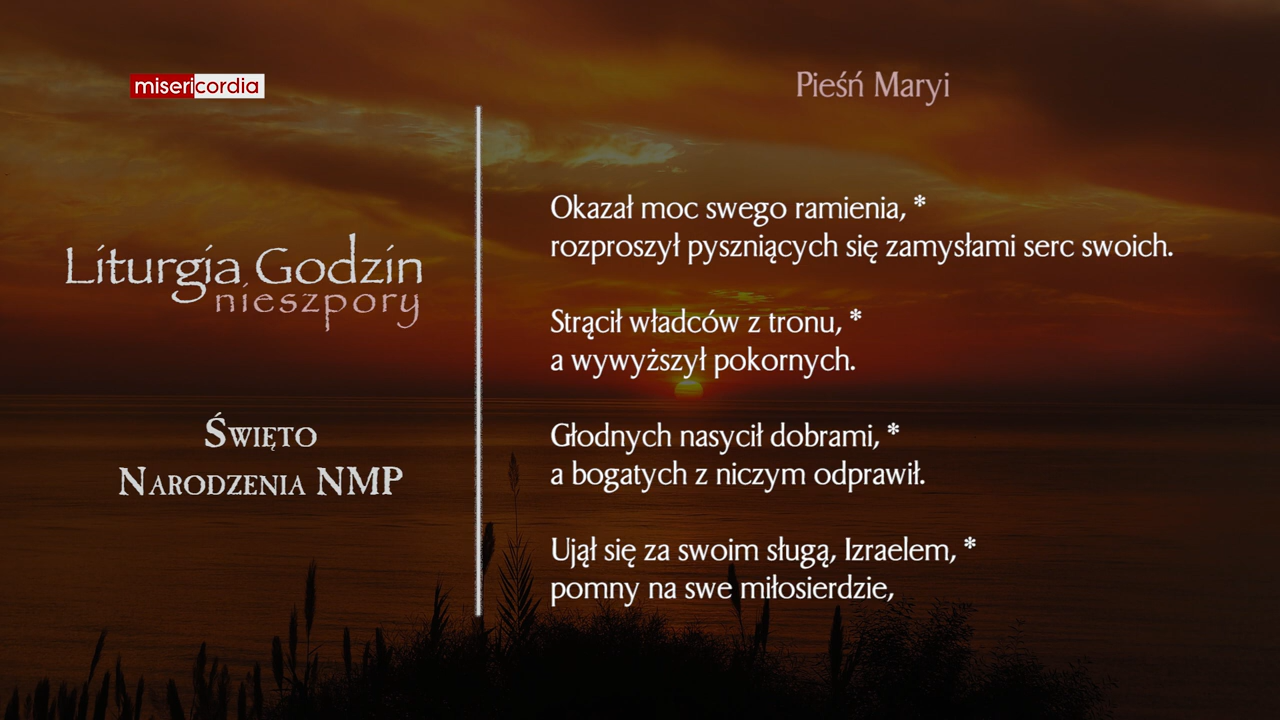 misericordia
Liturgia Godzin
nieszpory
Święto
Narodzenia NMP
Pieśń Maryi
Okazał moc swego ramienia, *
rozproszył pyszniących się zamysłami serc swoich.
Strącił władców z tronu, *
a wywyższył pokornych.
Głodnych nasycił dobrami, *
a bogatych z niczym odprawił.
Ujął się za swoim sługą, Izraelem, *
pomny na swe miłosierdzie,